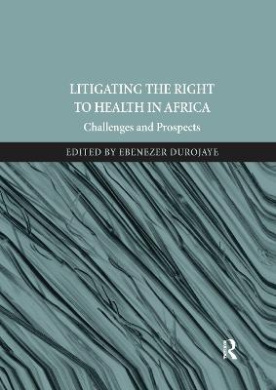 LITIGATING THE RIGHT
TO HEALTH IN AFRICA
Challenges and Prospects
EDITED BY EBENEZER DUROJAYE
R